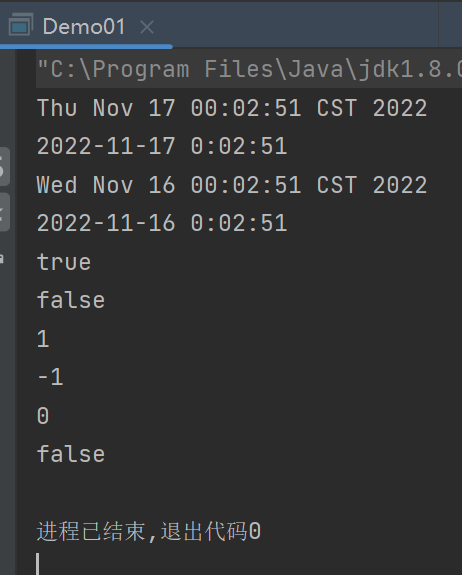 Demo01
"C:\Program Files\Java\jdk1.8.0
Thu Nov 17 00:02:51 CST 2022
2022-11-17 0:02:51
Wed Nov 16 00:02:51 CST 2022
2022-11-16 0:02:51
true
false
1
-1
0
false
进程已结束,退出代码0